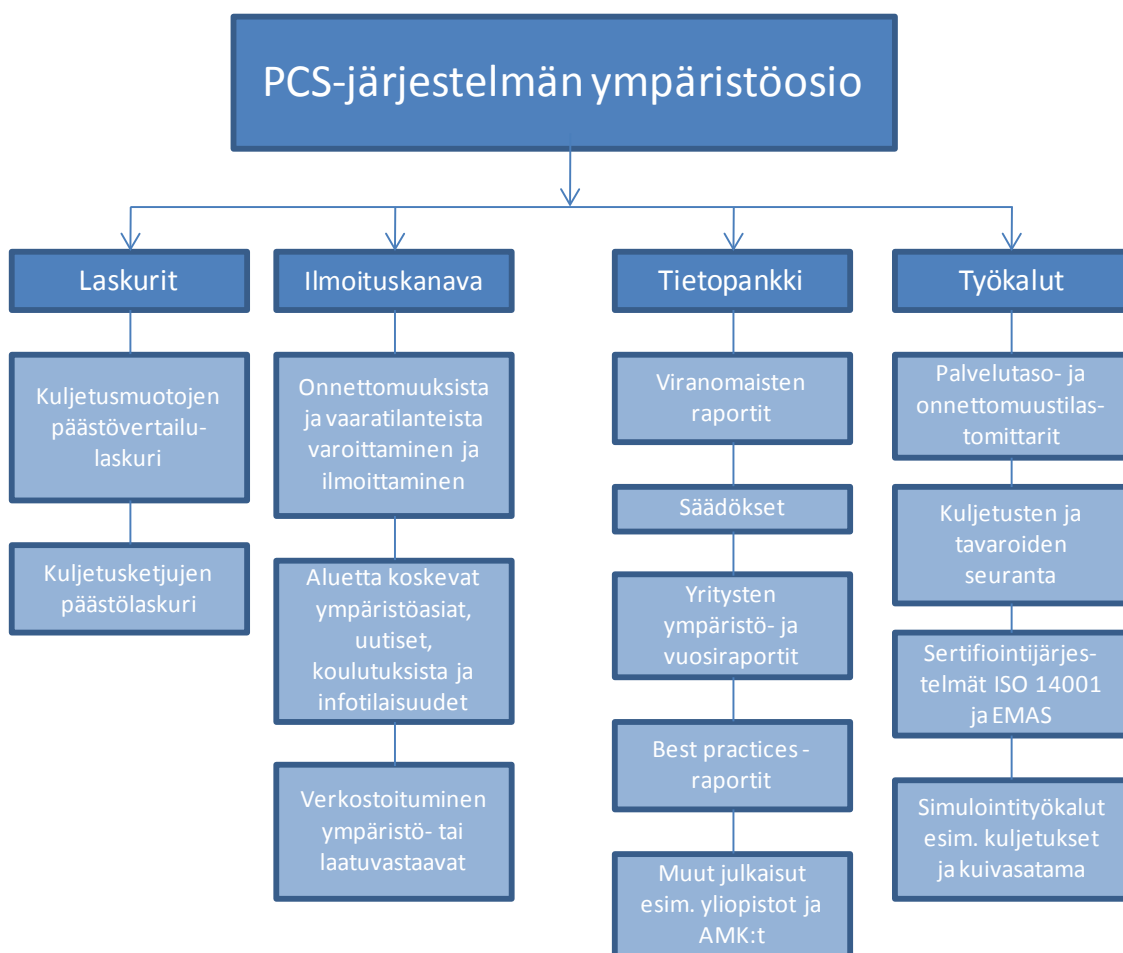 PCS-järjestelmän ympäristöosio
Laskurit
Kuljetusmuotojen
päästövertailu-
laskuri
Kuljetusketjujen
päästölaskuri
Ilmoituskanava
Onnettomuuksista
ja vaaratilanteista
varoittaminen ja
ilmoittaminen
Aluetta koskevat
ympäristöasiat,
uutiset,
koulutuksista ja
infotilaisuudet
Verkostoituminen
ympäristö- tai
laatuvastaavat
Tietopankki
Viranomaisten
raportit
Säädökset
Yritysten
ympäristö- ja
vuosiraportit
Best practices -
raportit
Muut julkaisut
esim. yliopistot ja
AMK:t
Työkalut
Palvelutaso- ja
onnettomuustilas-
tomittarit
Kuljetusten ja
tavaroiden
seuranta
Sertifiointijärjes-
telmät ISO 14001
ja EMAS
Simulointityökalut
esim. kuljetukset
ja kuivasatama